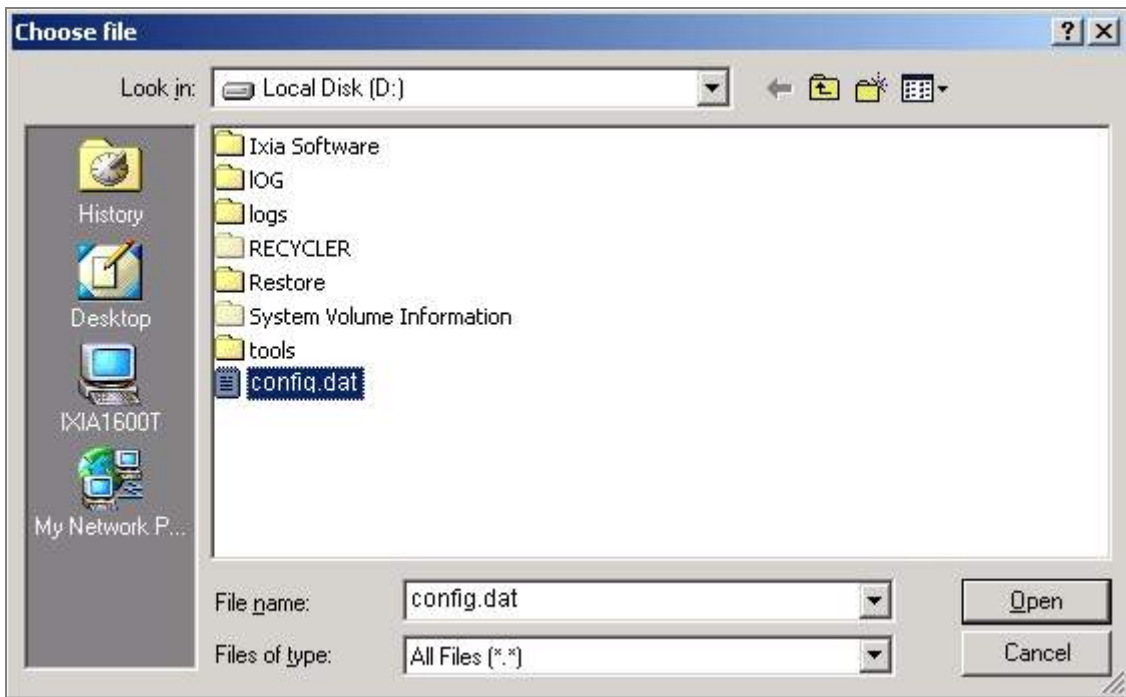 Choose file
Look in: Local Disk (D:)
History
Desktop
IXIA1600T
My Network P...
Ixia Software
lOG
logs
RECYCLER
Restore
System Volume Information
tools
config.dat
File name: config.dat Open
Files of type: All Files (*.*) Cancel